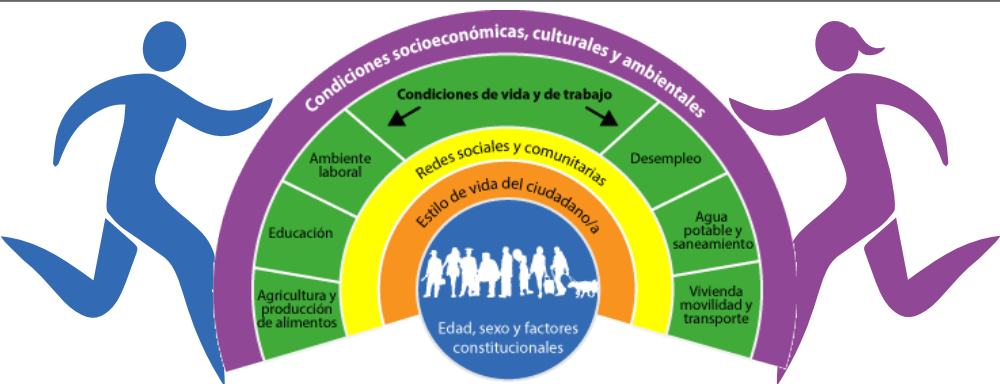 Condiciones socioeconómicas, culturales y ambientales
Condiciones de vida y de trabajo
Ambiente
laboral
Educación
Agricultura y
producción
de alimentos
Desempleo
Agua
potable y
saneamiento
Vivienda
movilidad y
transporte
Redes sociales y comunitarias
Estilo de vida del ciudadano/a
Edad, sexo y factores
constitucionales